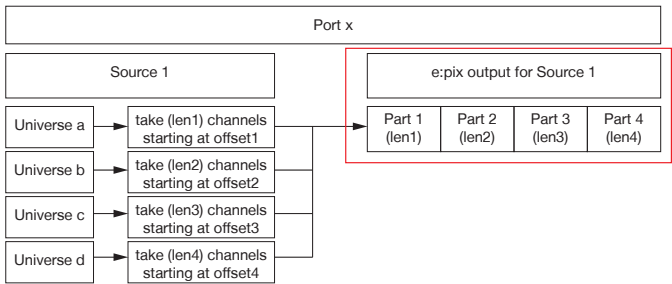 Port x
Source 1
e:pix output for Source 1
Universe a
take (len1) channels
starting at offset1
Part 1
(len1)
Part 2
(len2)
Part 3
(len3)
Part 4
(len4)
Universe b
take (len2) channels
starting at offset2
Universe c
take (len3) channels
starting at offset3
Universe d
take (len4) channels
starting at offset4